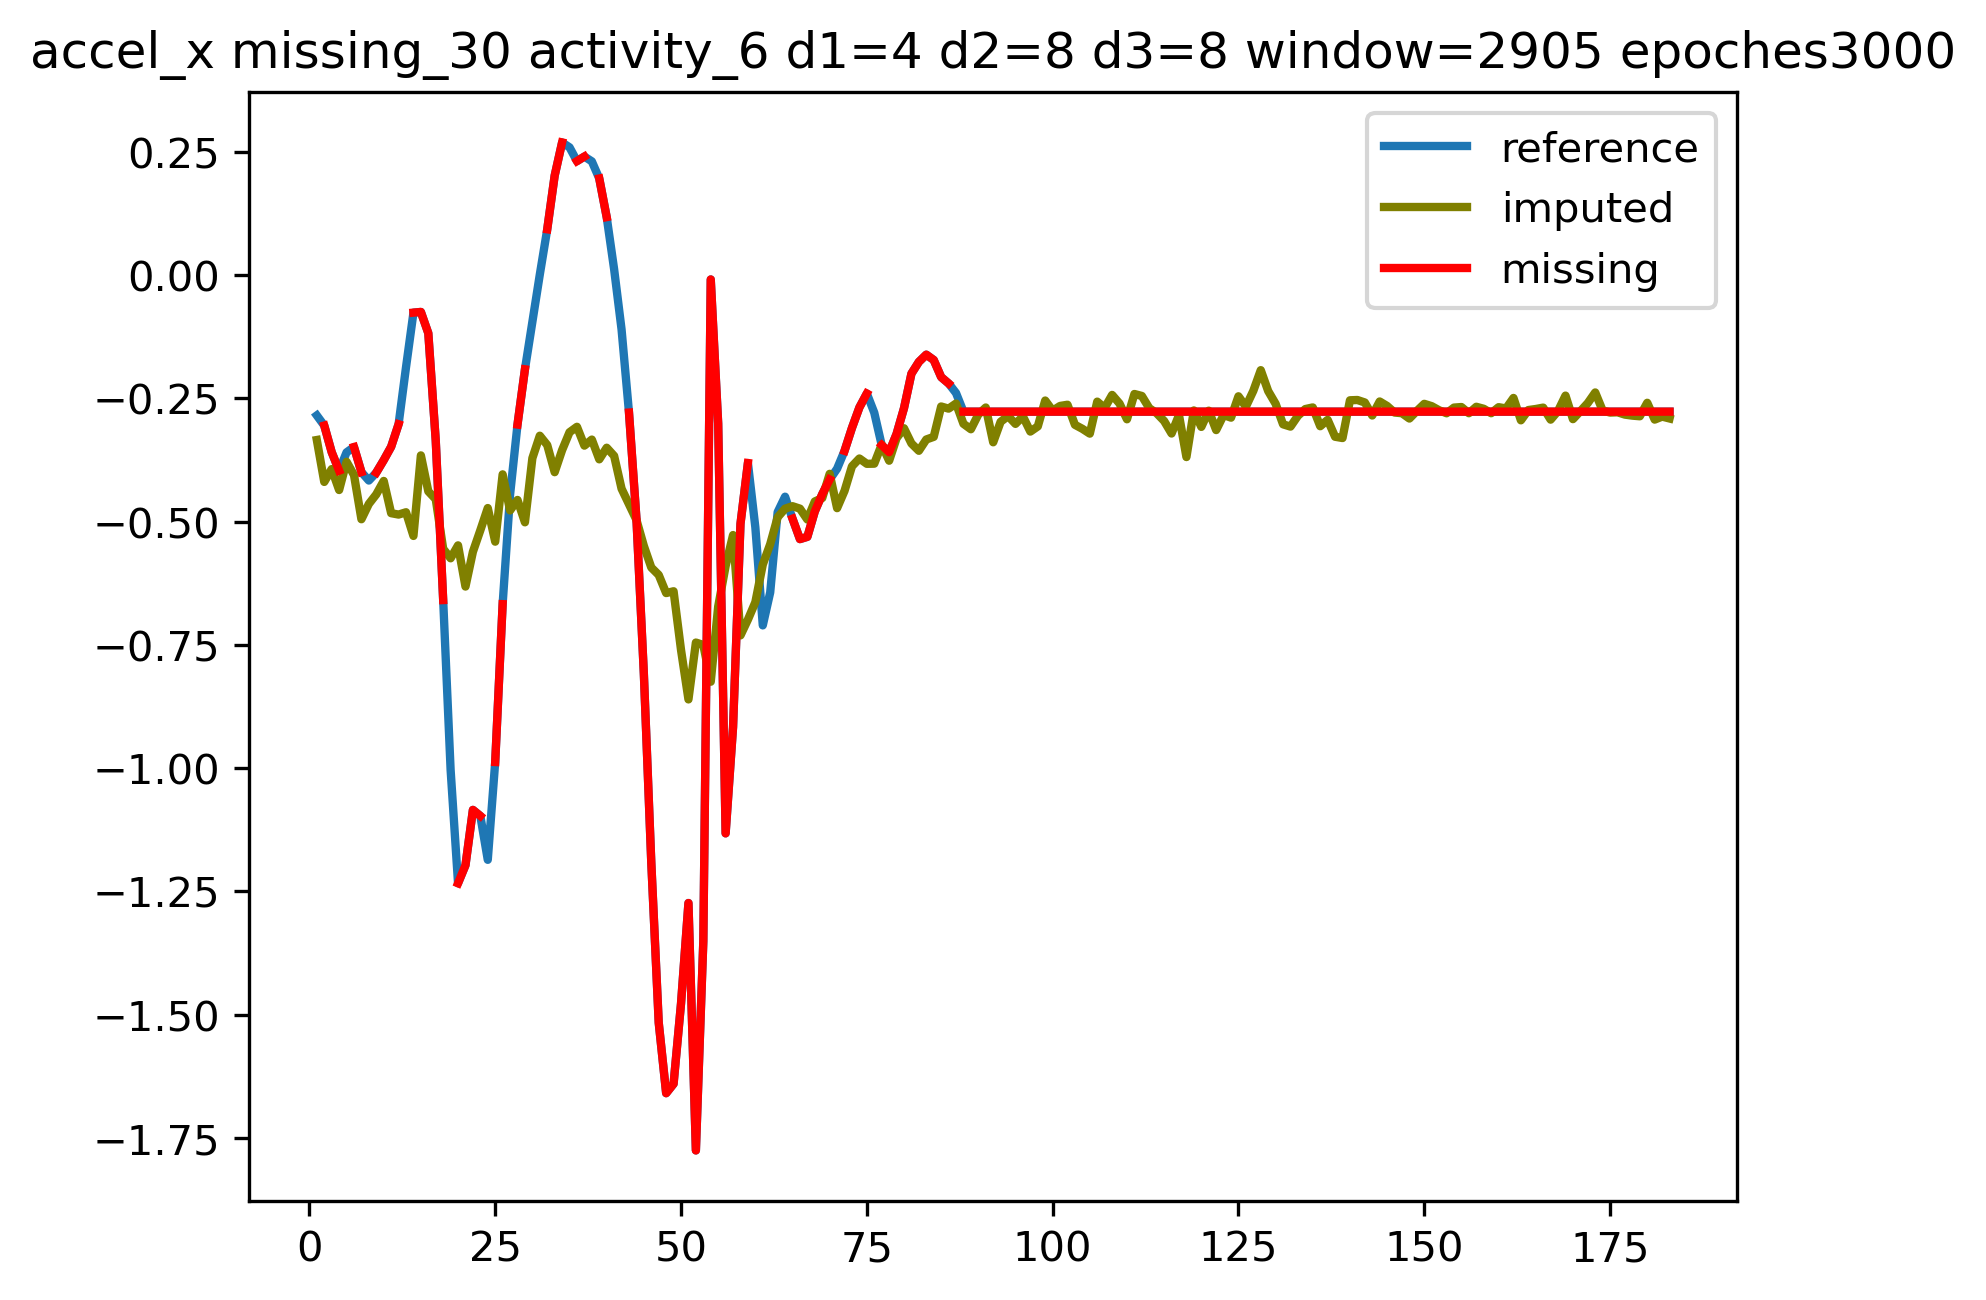 accel_x missing_30 activity_6 d1=4 d2=8 d3=8 window=2905 epoches3000
reference
imputed
missing
0.25
0.00
−0.25
−0.50
−0.75
−1.00
−1.25
−1.50
−1.75
0 25 50 75 100 125 150 175